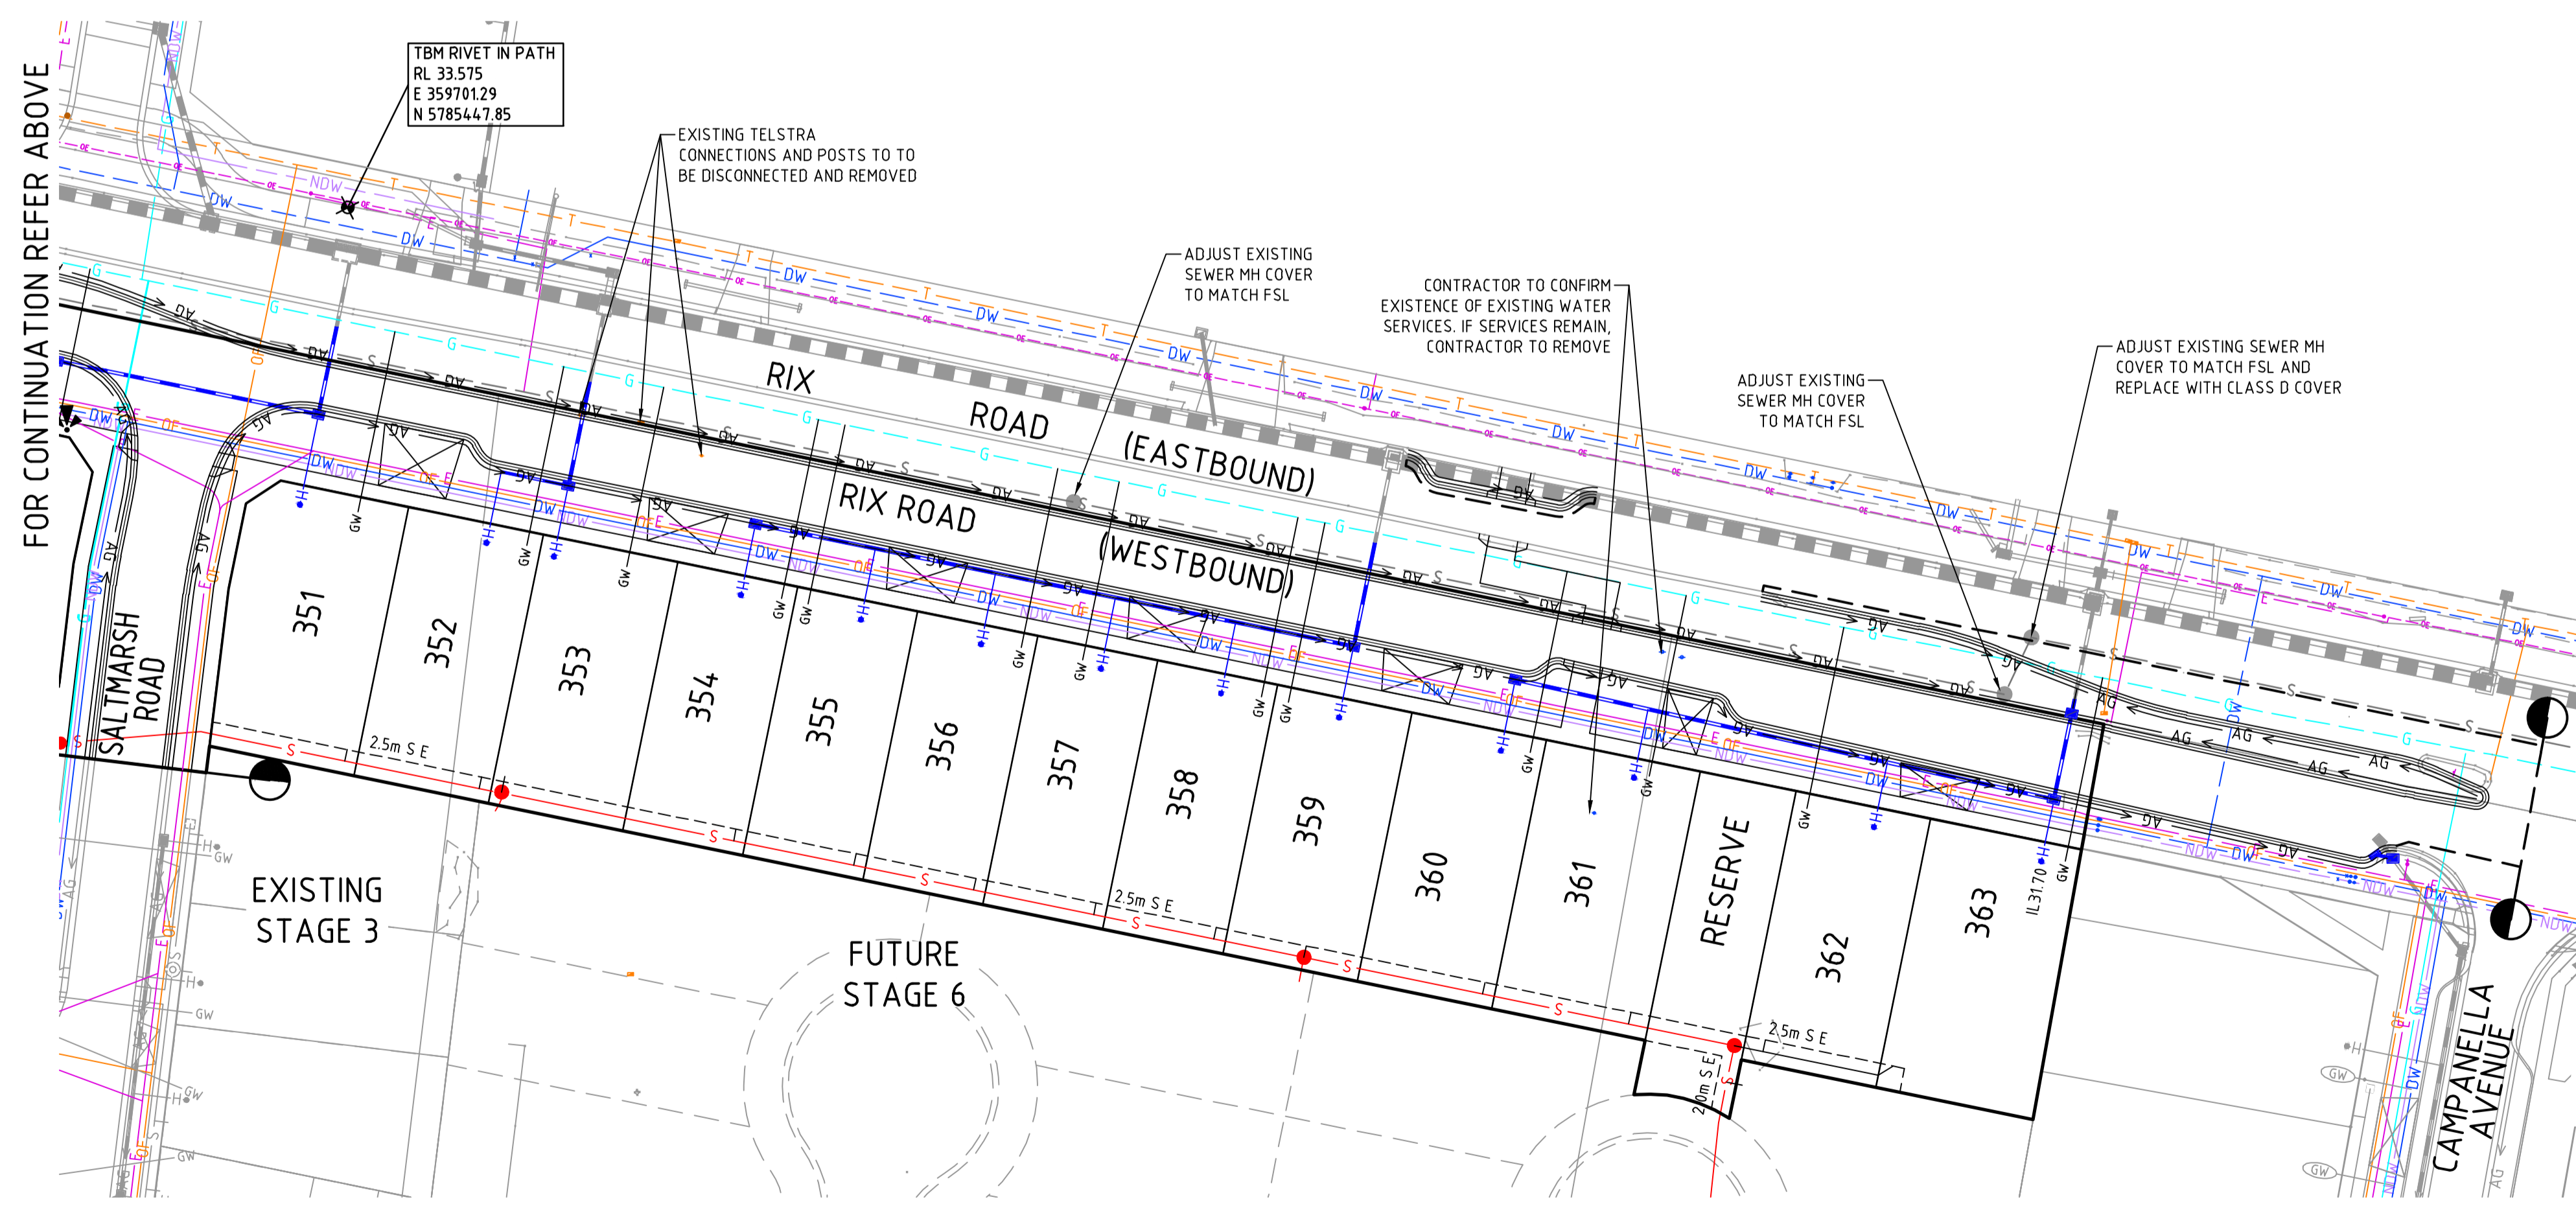 FOR CONTINUATION REFER ABOVE
TBM RIVET IN PATH
RL 33.575
E 359701.29
N 5785447.85
EXISTING TELSTRA
CONNECTIONS AND POSTS TO TO
BE DISCONNECTED AND REMOVED
ADJUST EXISTING
SEWER MH COVER
TO MATCH FSL
CONTRACTOR TO CONFIRM
EXISTENCE OF EXISTING WATER
SERVICES. IF SERVICES REMAIN,
CONTRACTOR TO REMOVE
ADJUST EXISTING
SEWER MH COVER
TO MATCH FSL
ADJUST EXISTING SEWER MH
COVER TO MATCH FSL AND
REPLACE WITH CLASS D COVER
RIX
ROAD
(EASTBOUND)
RIX ROAD
(WESTBOUND)
SALTMARSH
ROAD
351
352
353
354
355
356
357
358
359
360
361
RESERVE
362
363
IL31.70
2.5m S E
2.5m S E
2.5m S E
2.0m S E
EXISTING
STAGE 3
FUTURE
STAGE 6
CAMPANELLA
AVENUE